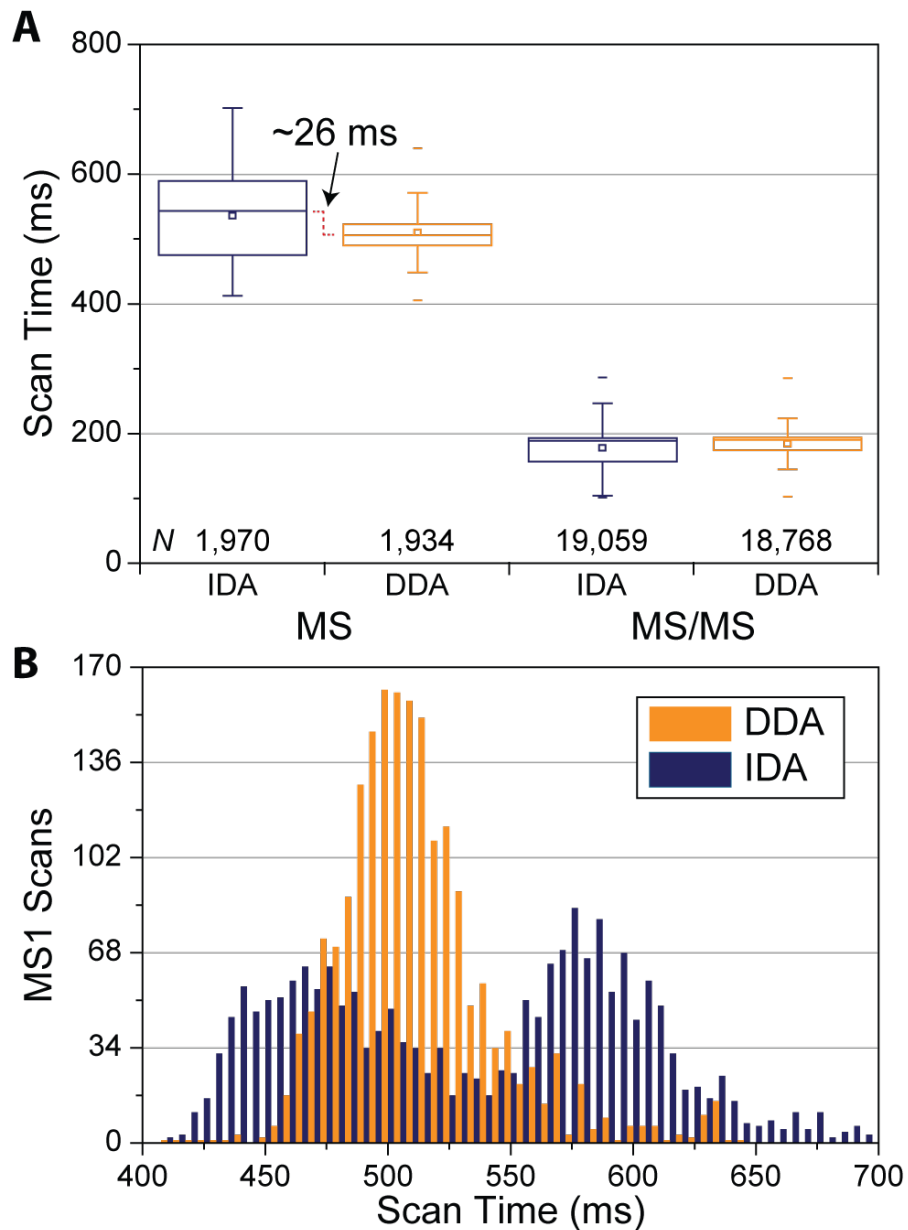 A
800
600
400
200
0
Scan Time (ms)
~26 ms
N 1,970 1,934 19,059 18,768
IDA DDA IDA DDA
MS MS/MS
B
170
136
102
68
34
0
MS1 Scans
DDA
IDA
400 450 500 550 600 650 700
Scan Time (ms)